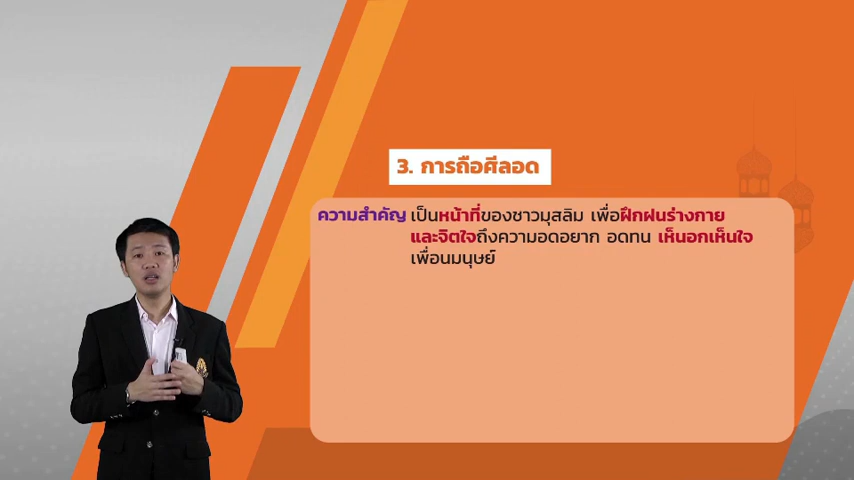 3. การถือศีลอด
ความสำคัญ เป็นหน้าที่ของชาวมุสลิม เพื่อฝึกฝนร่างกาย
และจิตใจถึงความอดอยาก อดทน เห็นอกเห็นใจ
เพื่อนมนุษย์